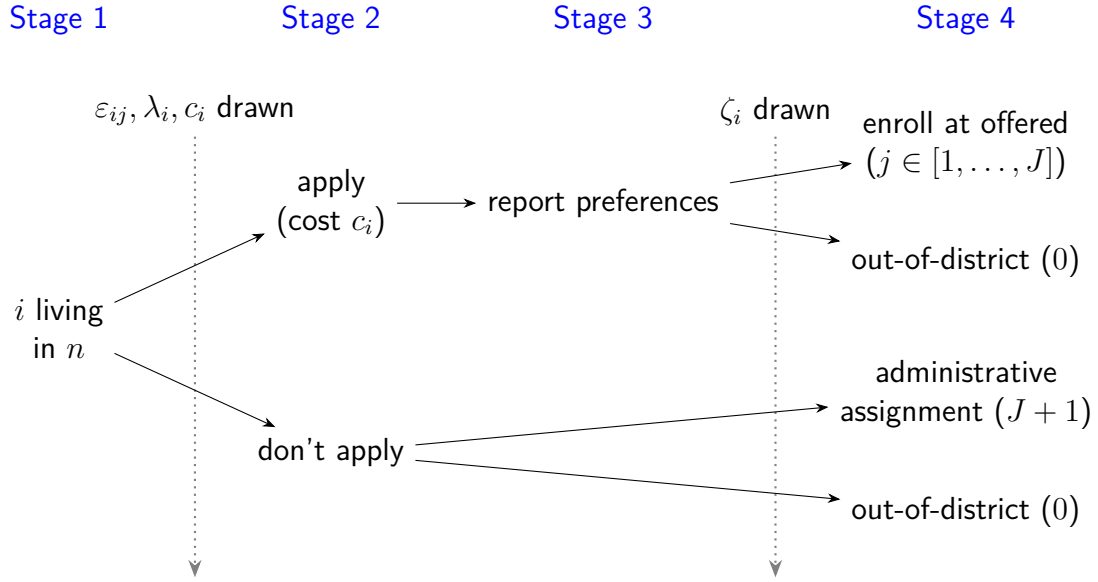 Stage 1
Stage 2
Stage 3
Stage 4
εᵢⱼ, λᵢ, cᵢ drawn
ζᵢ drawn
enroll at offered
(j ∈ [1, …, J])
apply
(cost cᵢ)
report preferences
out-of-district (0)
i living
in n
administrative
assignment (J + 1)
don't apply
out-of-district (0)